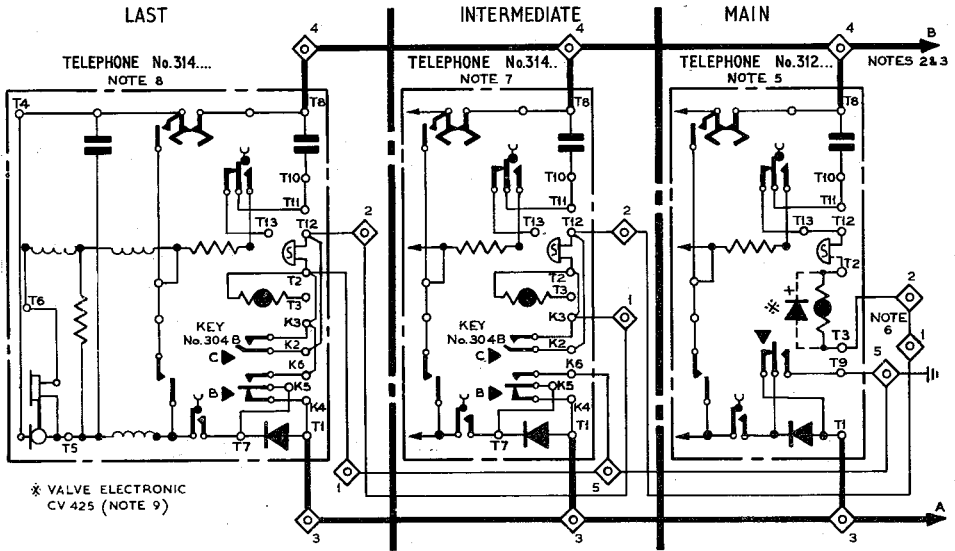 LAST
INTERMEDIATE
MAIN
4
4
4
B
TELEPHONE No.314....
NOTE 8
TELEPHONE No.314..
NOTE 7
TELEPHONE No.312...
NOTE 5
NOTES 2&3
T4
T8
T8
T8
T10
T10
T10
T11
T11
T11
T13
T12
2
T13
T12
2
T13
T12
S
S
S
T2
T2
T2
T6
T3
T3
2
K3
K3
1
※
+
NOTE
6
KEY
No.304B
K2
KEY
No.304B
K2
T3
1
C
C
K6
K6
T9
5
B
K5
B
K5
K4
K4
T5
T7
T1
T7
T1
T1
1
5
※ VALVE ELECTRONIC
CV 425 (NOTE 9)
A
3
3
3